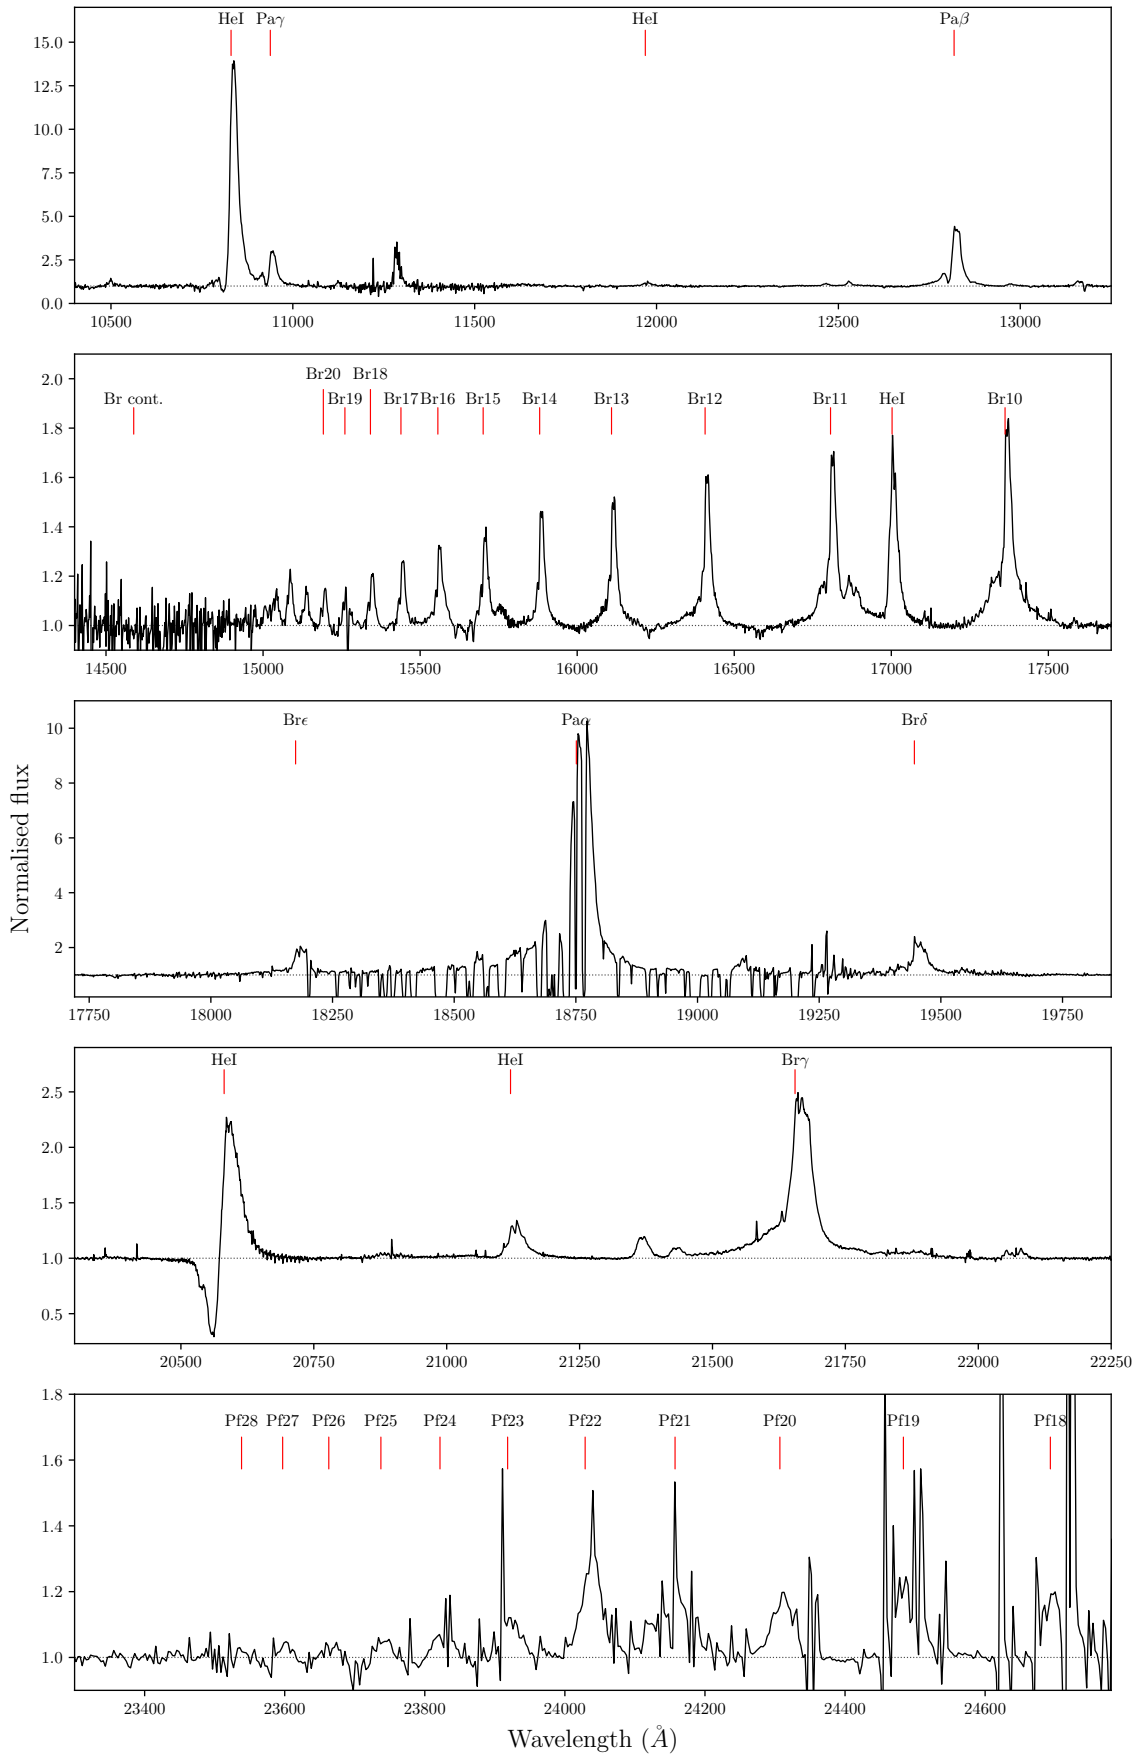 HeI Paγ HeI Paβ
15.0
12.5
10.0
7.5
5.0
2.5
0.0
10500 11000 11500 12000 12500 13000
Br20 Br18
Br cont. Br19 Br17 Br16 Br15 Br14 Br13 Br12 Br11 HeI Br10
2.0
1.8
1.6
1.4
1.2
1.0
14500 15000 15500 16000 16500 17000 17500
Brϵ Paα Brδ
10
8
6
4
2
17750 18000 18250 18500 18750 19000 19250 19500 19750
Normalised flux
HeI HeI Brγ
2.5
2.0
1.5
1.0
0.5
20500 20750 21000 21250 21500 21750 22000 22250
Pf28 Pf27 Pf26 Pf25 Pf24 Pf23 Pf22 Pf21 Pf20 Pf19 Pf18
1.8
1.6
1.4
1.2
1.0
23400 23600 23800 24000 24200 24400 24600
Wavelength (Å)